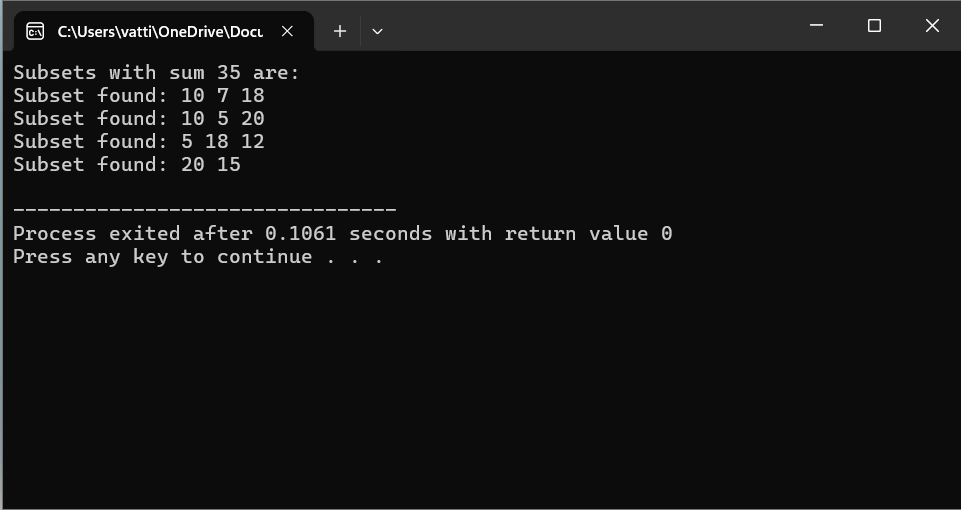 C:\Users\vatti\OneDrive\Docu
Subsets with sum 35 are:
Subset found: 10 7 18
Subset found: 10 5 20
Subset found: 5 18 12
Subset found: 20 15
--------------------------------
Process exited after 0.1061 seconds with return value 0
Press any key to continue . . .